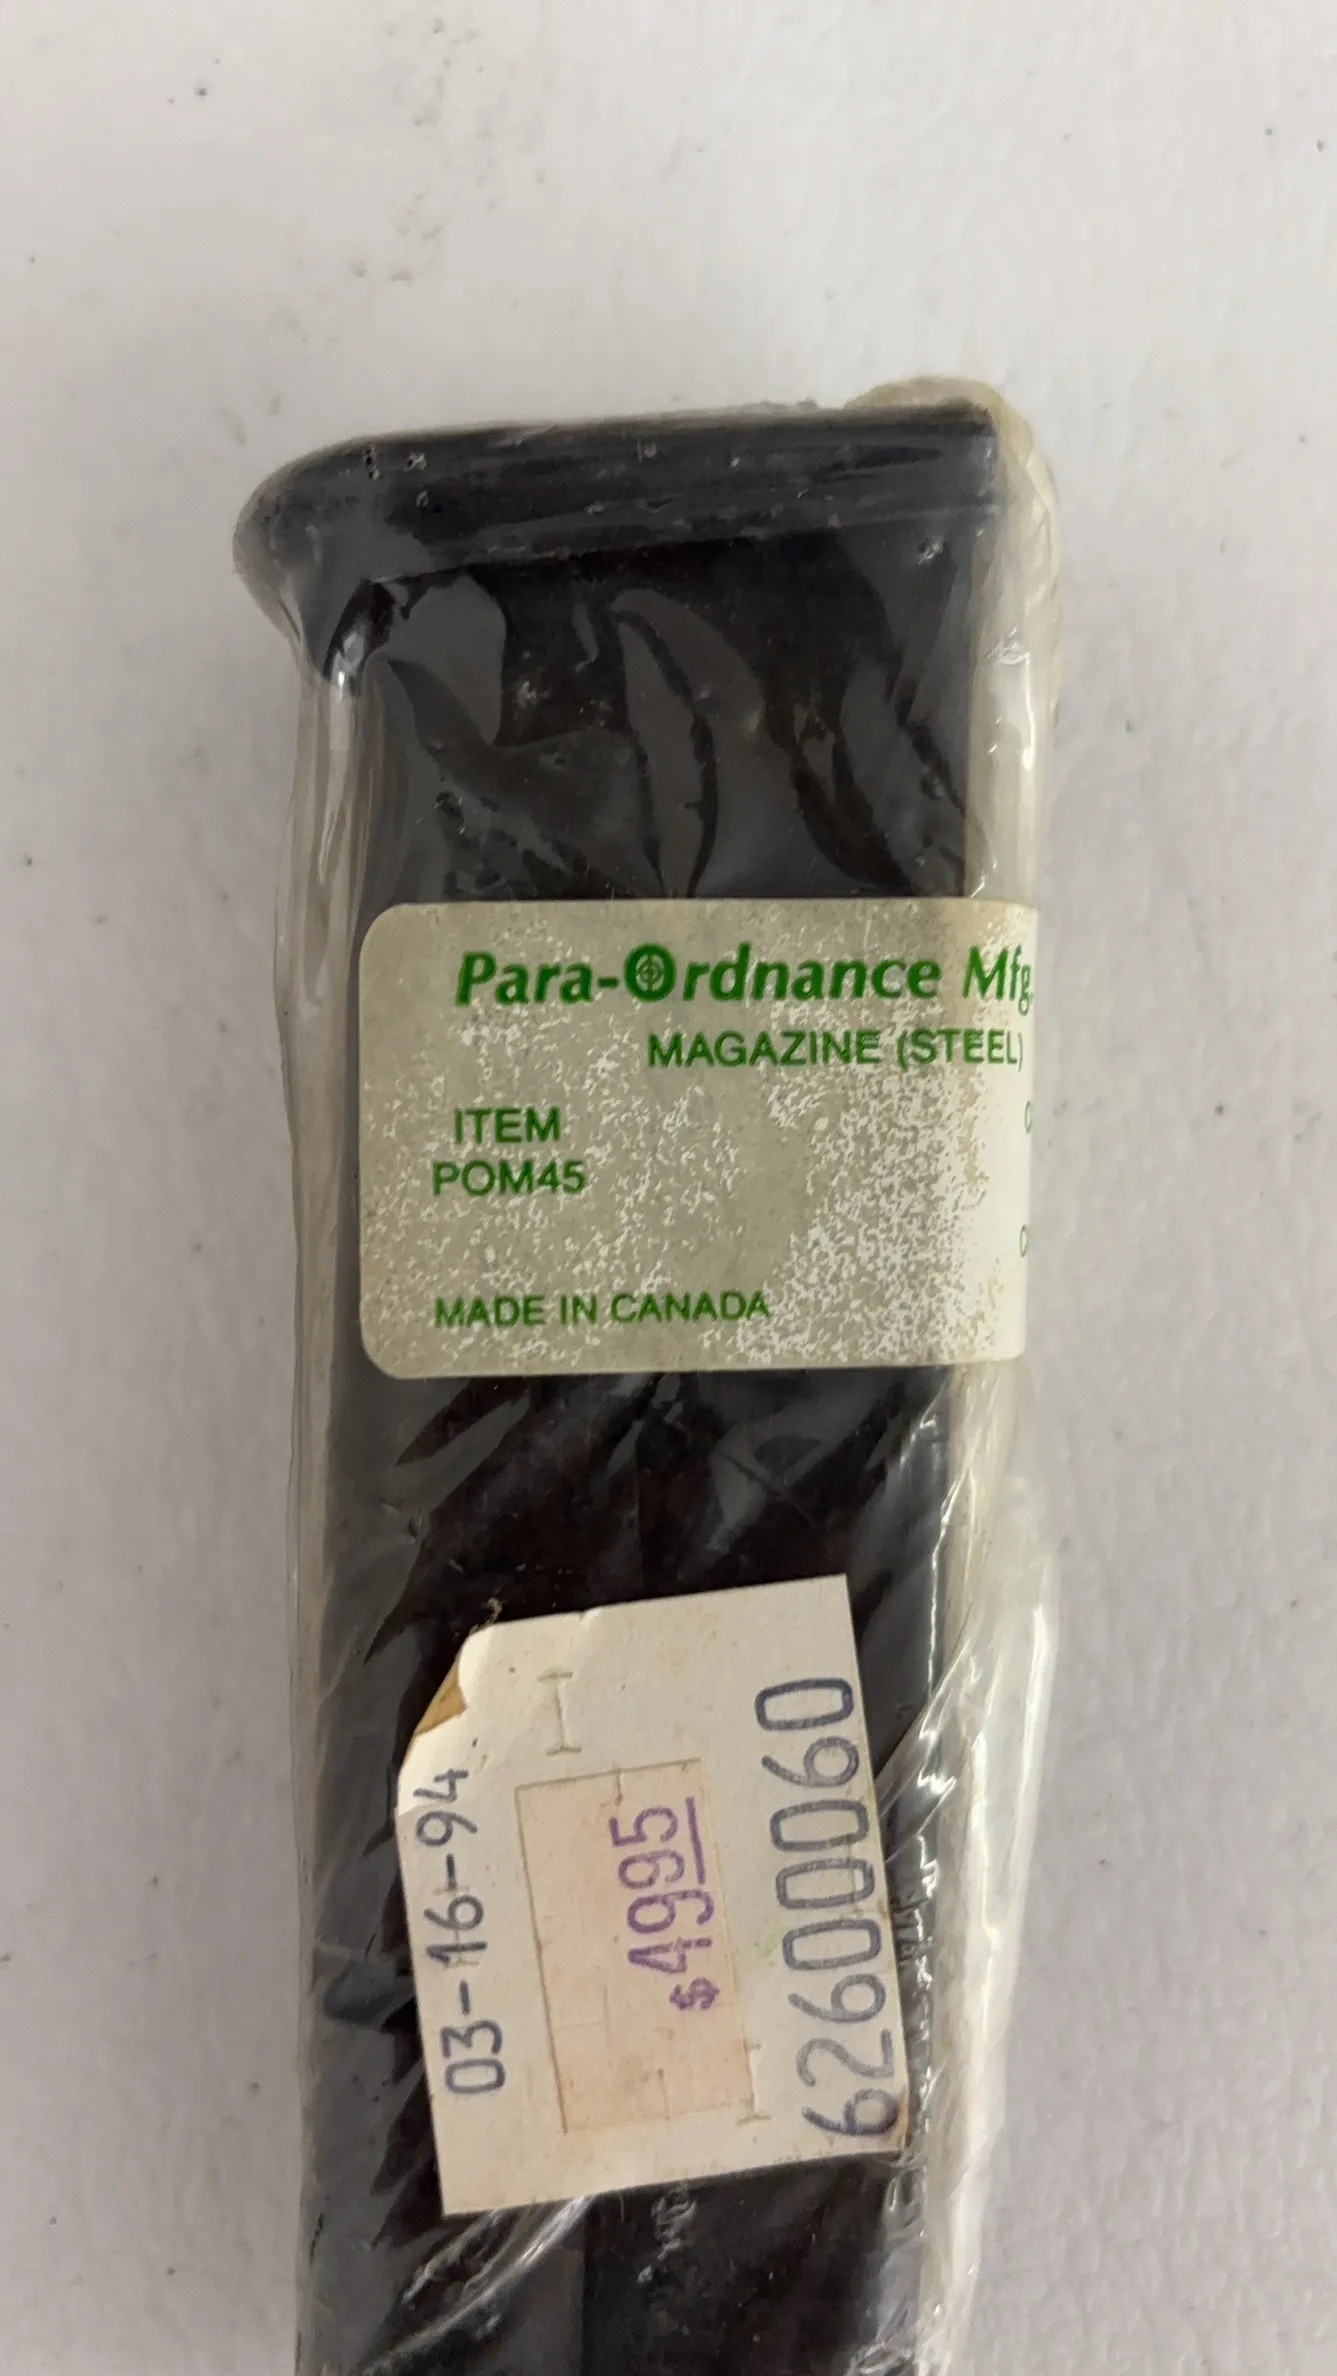 Para-Ordnance Mfg.
MAGAZINE (STEEL)
ITEM
POM45
MADE IN CANADA
03-16-94
$4995
62600060